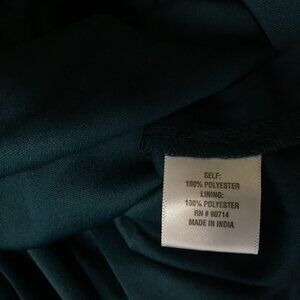 SELF:
100% POLYESTER
LINING:
100% POLYESTER
RN # 98714
MADE IN INDIA